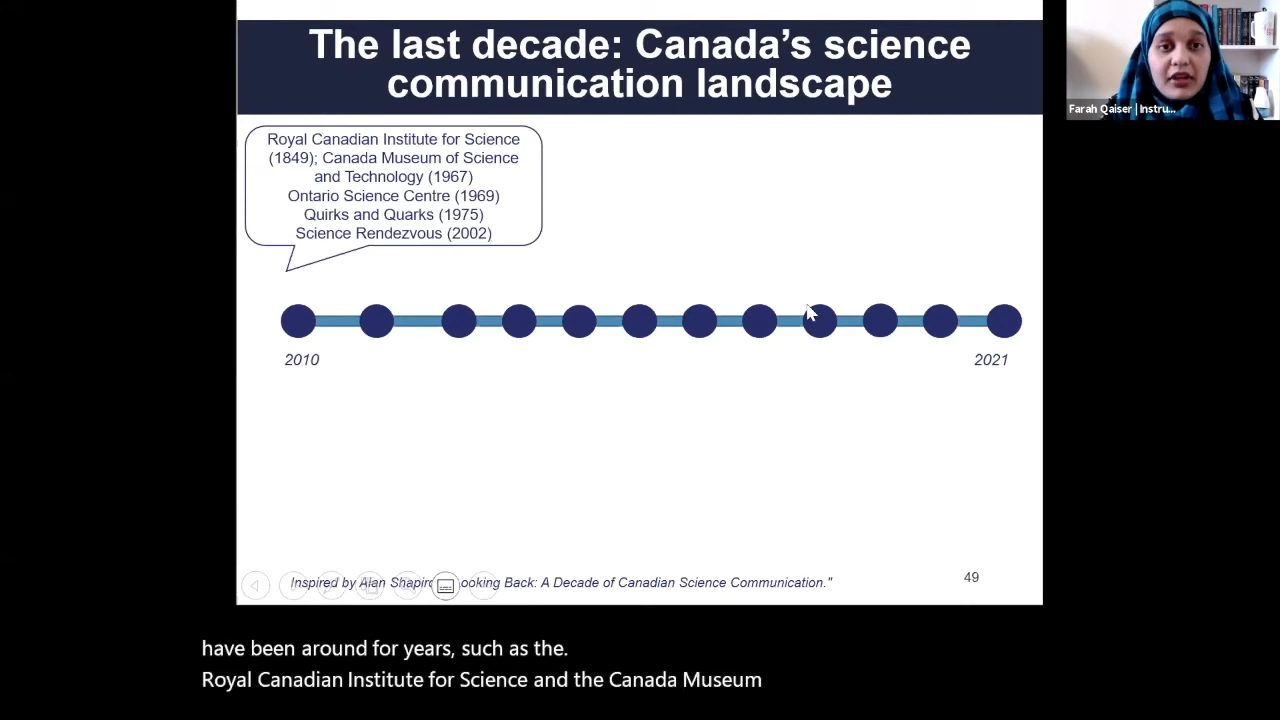 The last decade: Canada’s science
communication landscape
Farah Qaiser | Instru...
Royal Canadian Institute for Science
(1849); Canada Museum of Science
and Technology (1967)
Ontario Science Centre (1969)
Quirks and Quarks (1975)
Science Rendezvous (2002)
2010
2021
Inspired by Alan Shapiro ooking Back: A Decade of Canadian Science Communication."
49
have been around for years, such as the.
Royal Canadian Institute for Science and the Canada Museum